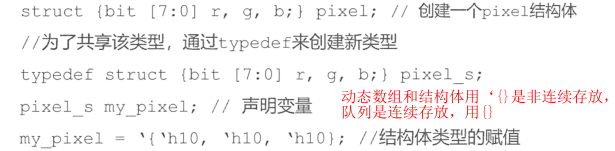 struct {bit [7:0] r, g, b;} pixel; // 创建一个pixel结构体
//为了共享该类型，通过typedef来创建新类型
typedef struct {bit [7:0] r, g, b;} pixel_s;
pixel_s my_pixel; // 声明变量
动态数组和结构体用‘{}是非连续存放，
队列是连续存放，用{}
my_pixel = ‘{‘h10, ‘h10, ‘h10}; //结构体类型的赋值